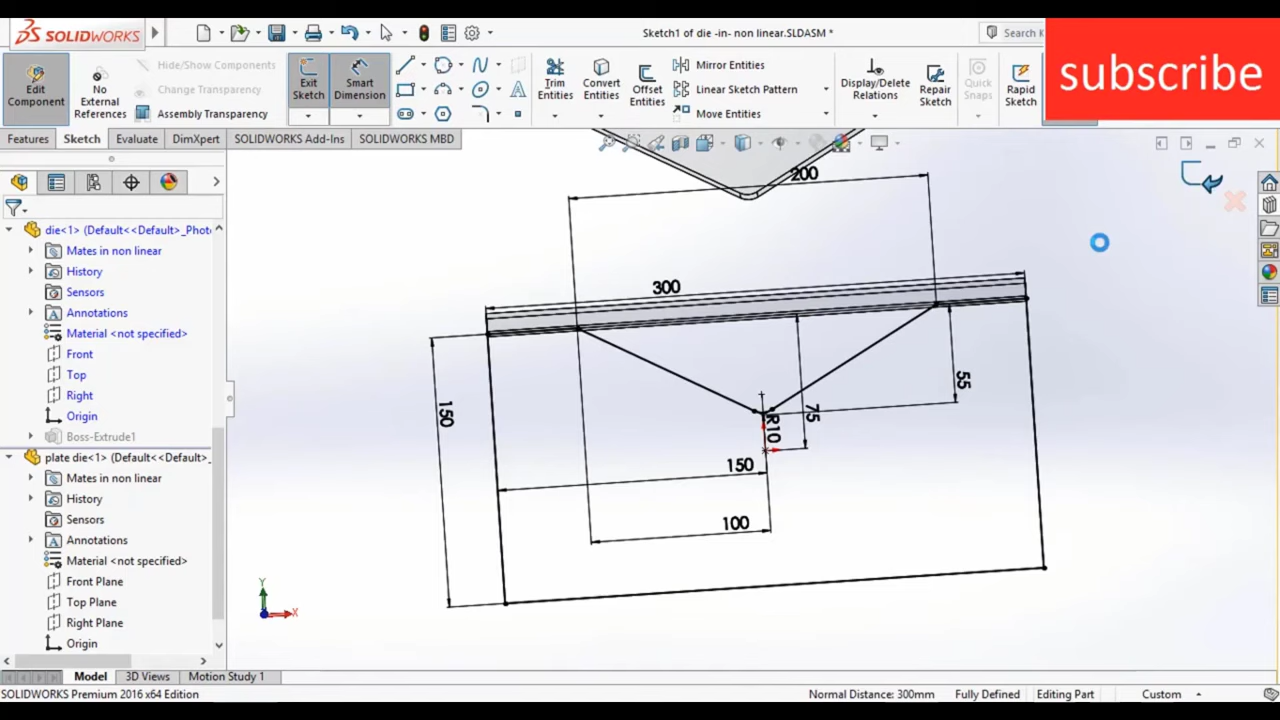 SOLIDWORKS
Sketch1 of die -in- non linear.SLDASM *
Search K
subscribe
Edit Component
No External References
Hide/Show Components
Change Transparency
Assembly Transparency
Exit Sketch
Smart Dimension
Trim Entities
Convert Entities
Offset Entities
Mirror Entities
Linear Sketch Pattern
Move Entities
Display/Delete Relations
Repair Sketch
Quick Snaps
Rapid Sketch
Features
Sketch
Evaluate
DimXpert
SOLIDWORKS Add-Ins
SOLIDWORKS MBD
die<1> (Default<<Default>_Phot
Mates in non linear
History
Sensors
Annotations
Material <not specified>
Front
Top
Right
Origin
Boss-Extrude1
plate die<1> (Default<<Default>_
Mates in non linear
History
Sensors
Annotations
Material <not specified>
Front Plane
Top Plane
Right Plane
Origin
200
300
150
55
75
R10
150
100
Y
X
Model
3D Views
Motion Study 1
SOLIDWORKS Premium 2016 x64 Edition
Normal Distance: 300mm
Fully Defined
Editing Part
Custom